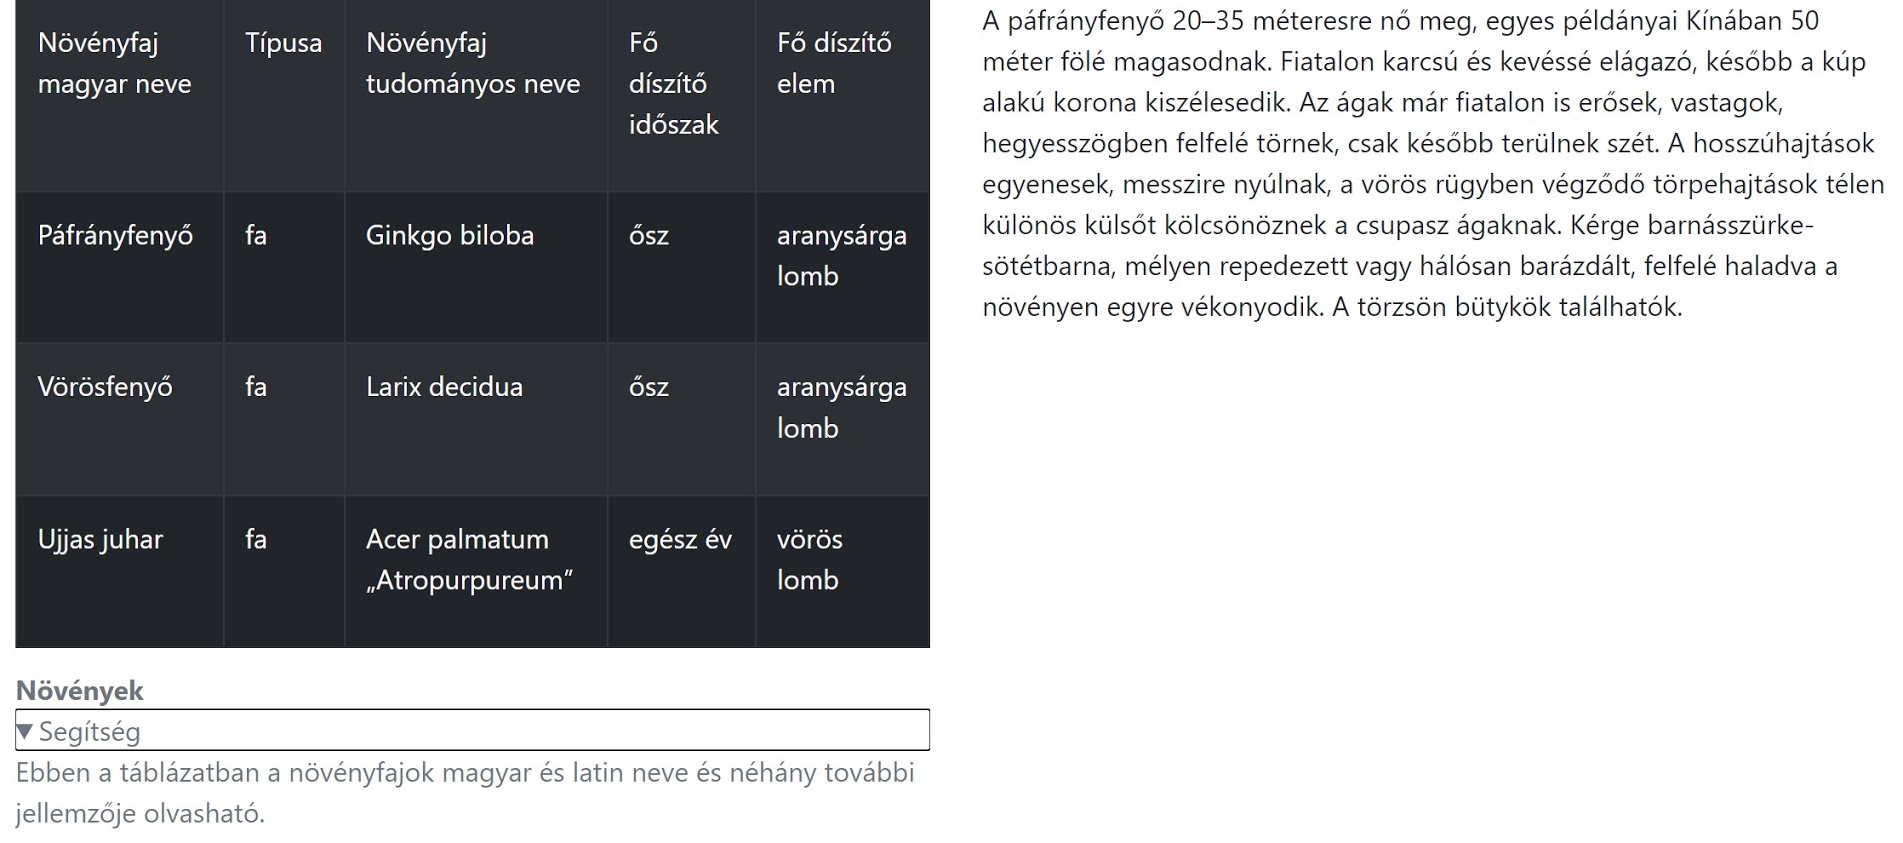 Növényfaj magyar neve
Típusa
Növényfaj tudományos neve
Fő díszítő időszak
Fő díszítő elem
Páfrányfenyő
fa
Ginkgo biloba
ősz
aranysárga lomb
Vörösfenyő
fa
Larix decidua
ősz
aranysárga lomb
Ujjas juhar
fa
Acer palmatum „Atropurpureum”
egész év
vörös lomb
Növények
▼ Segítség
Ebben a táblázatban a növényfajok magyar és latin neve és néhány további
jellemzője olvasható.
A páfrányfenyő 20–35 méteresre nő meg, egyes példányai Kínában 50
méter fölé magasodnak. Fiatalon karcsú és kevéssé elágazó, később a kúp
alakú korona kiszélesedik. Az ágak már fiatalon is erősek, vastagok,
hegyesszögben felfelé törnek, csak később terülnek szét. A hosszúhajtások
egyenesek, messzire nyúlnak, a vörös rügyben végződő törpehajtások télen
különös külsőt kölcsönöznek a csupasz ágaknak. Kérge barnásszürke-
sötétbarna, mélyen repedezett vagy hálósan barázdált, felfelé haladva a
növényen egyre vékonyodik. A törzsön bütykök találhatók.